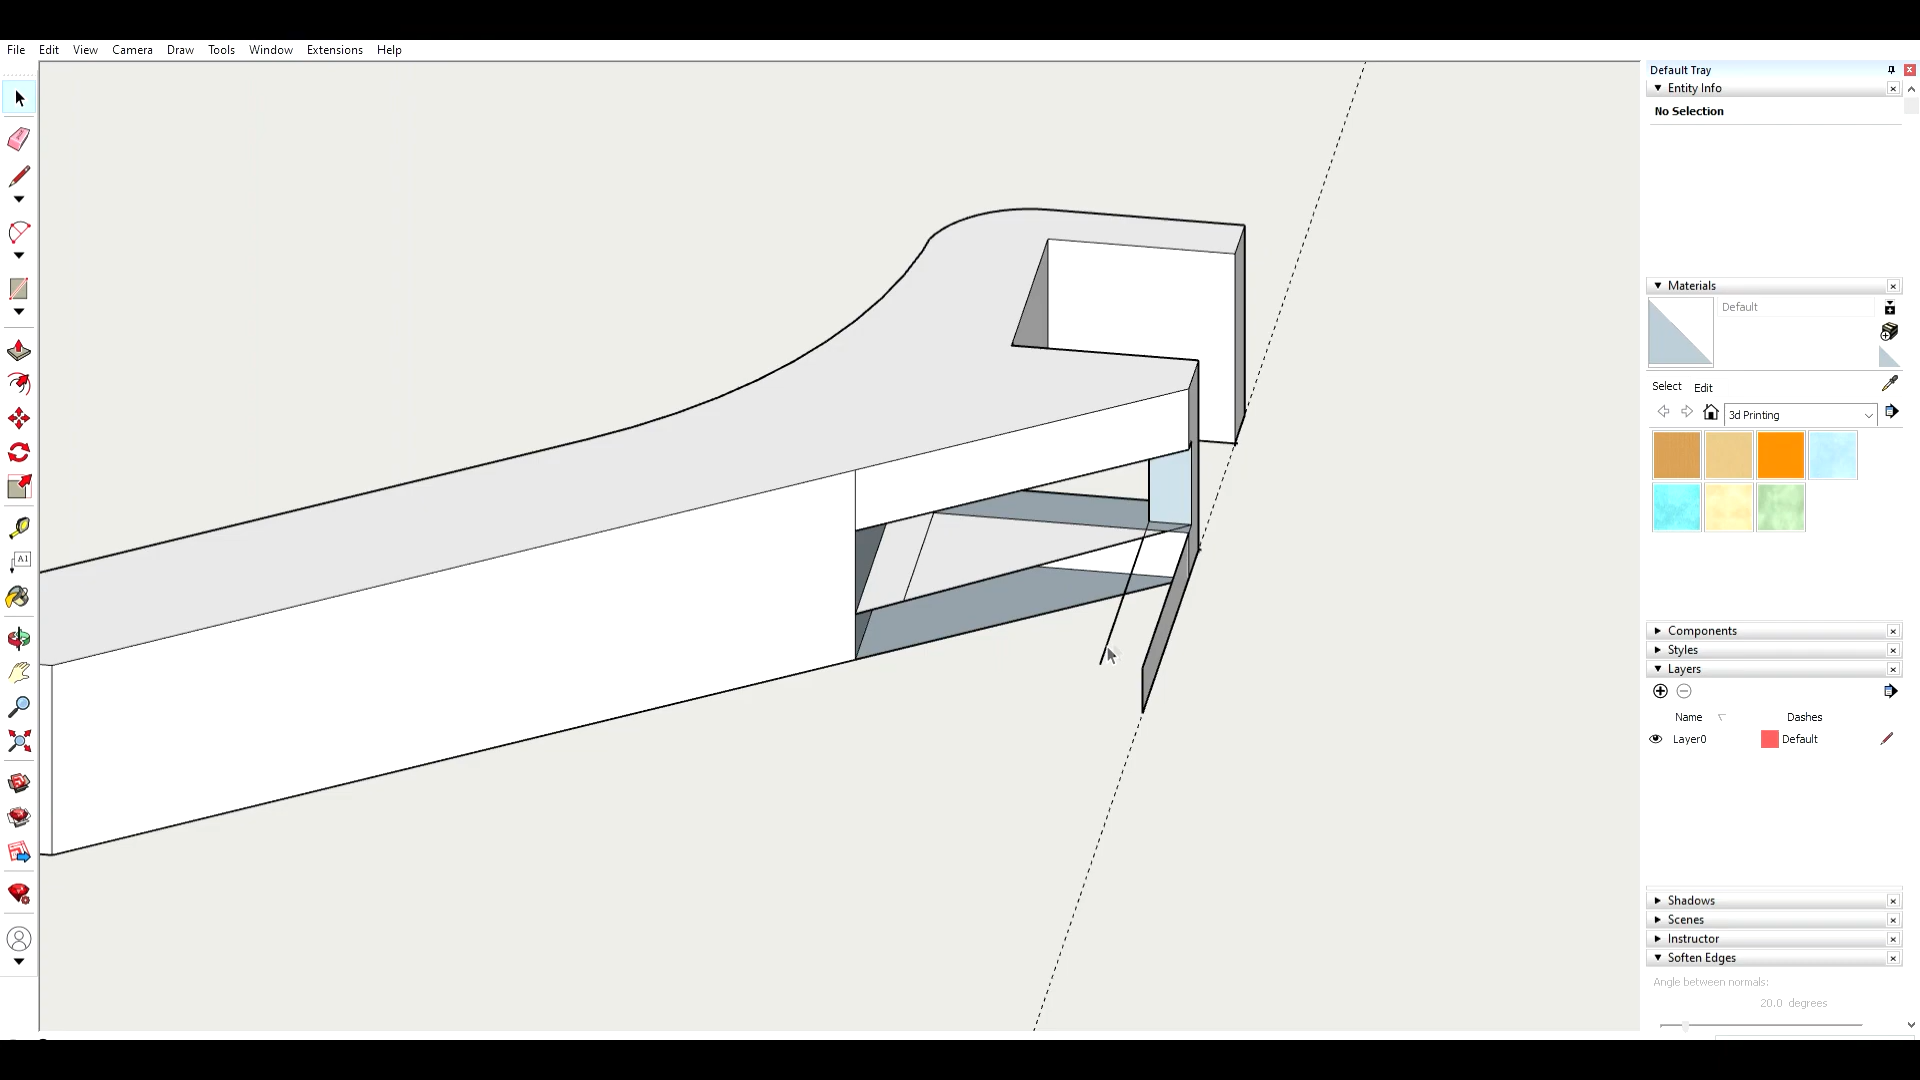 File Edit View Camera Draw Tools Window Extensions Help
Default Tray
Entity Info
No Selection
Materials
Default
Select Edit
3d Printing
A1
Components
Styles
Layers
Name Dashes
Layer0 Default
Shadows
Scenes
Instructor
Soften Edges
Angle between normals:
20.0 degrees